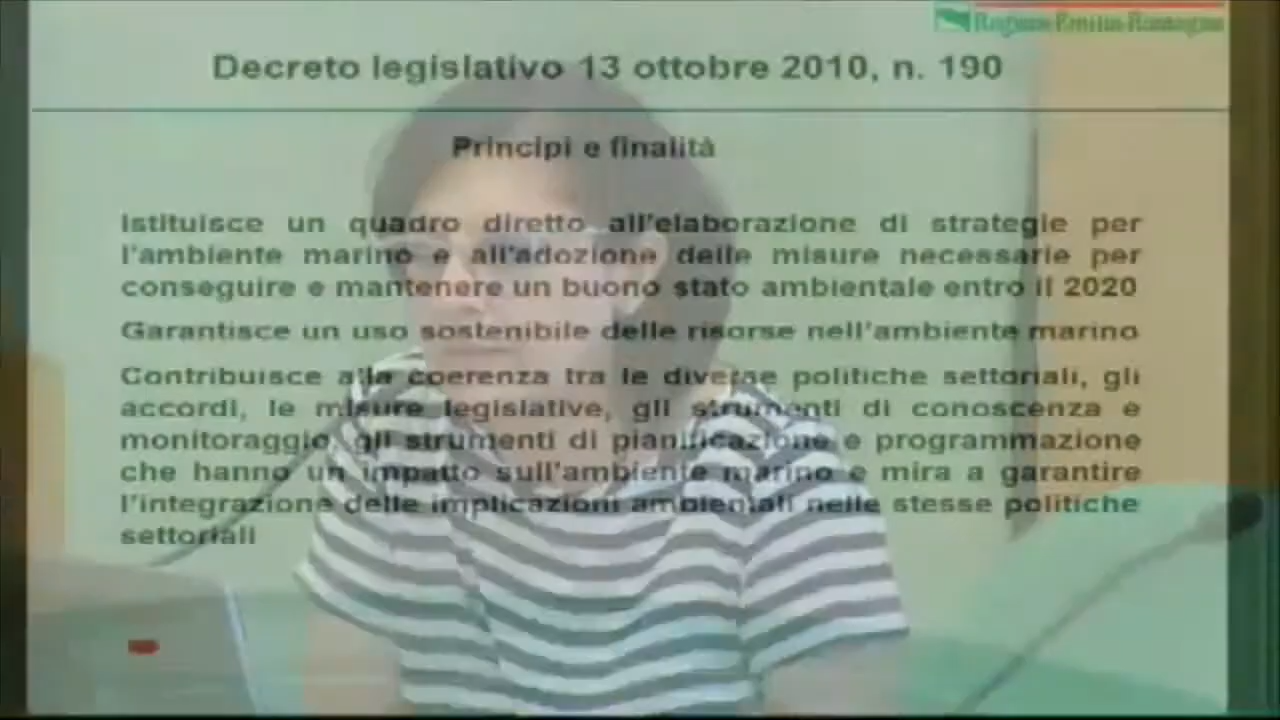 Regione Emilia-Romagna
Decreto legislativo 13 ottobre 2010, n. 190
Principi e finalità
Istituisce un quadro diretto all'elaborazione di strategie per
l'ambiente marino e all'adozione delle misure necessarie per
conseguire e mantenere un buono stato ambientale entro il 2020
Garantisce un uso sostenibile delle risorse nell'ambiente marino
Contribuisce alla coerenza tra le diverse politiche settoriali, gli
accordi, le misure legislative, gli strumenti di conoscenza e
monitoraggio, gli strumenti di pianificazione e programmazione
che hanno un impatto sull'ambiente marino e mira a garantire
l'integrazione delle implicazioni ambientali nelle stesse politiche
settoriali